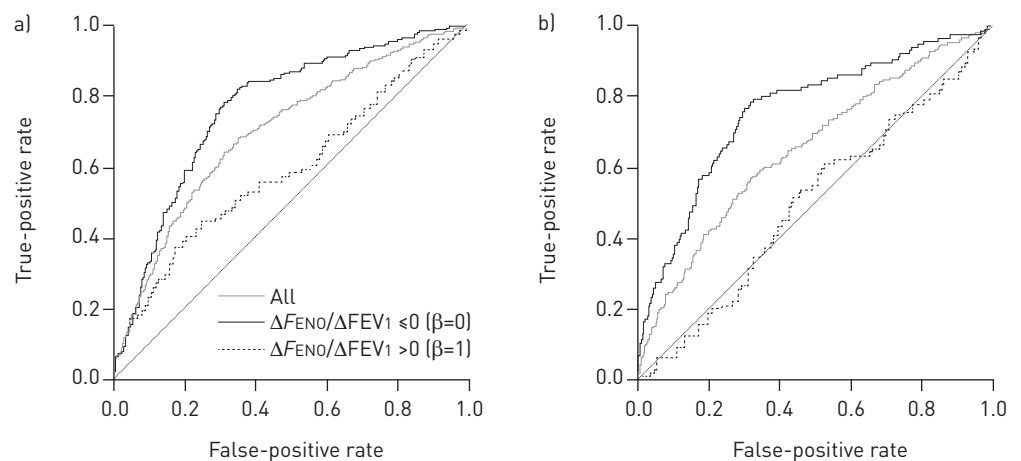 a)
1.0
0.8
0.6
0.4
0.2
0.0
True-positive rate
All
ΔFENO/ΔFEV1 ⩽0 (β=0)
ΔFENO/ΔFEV1 >0 (β=1)
0.0 0.2 0.4 0.6 0.8 1.0
False-positive rate
b)
1.0
0.8
0.6
0.4
0.2
0.0
True-positive rate
0.0 0.2 0.4 0.6 0.8 1.0
False-positive rate